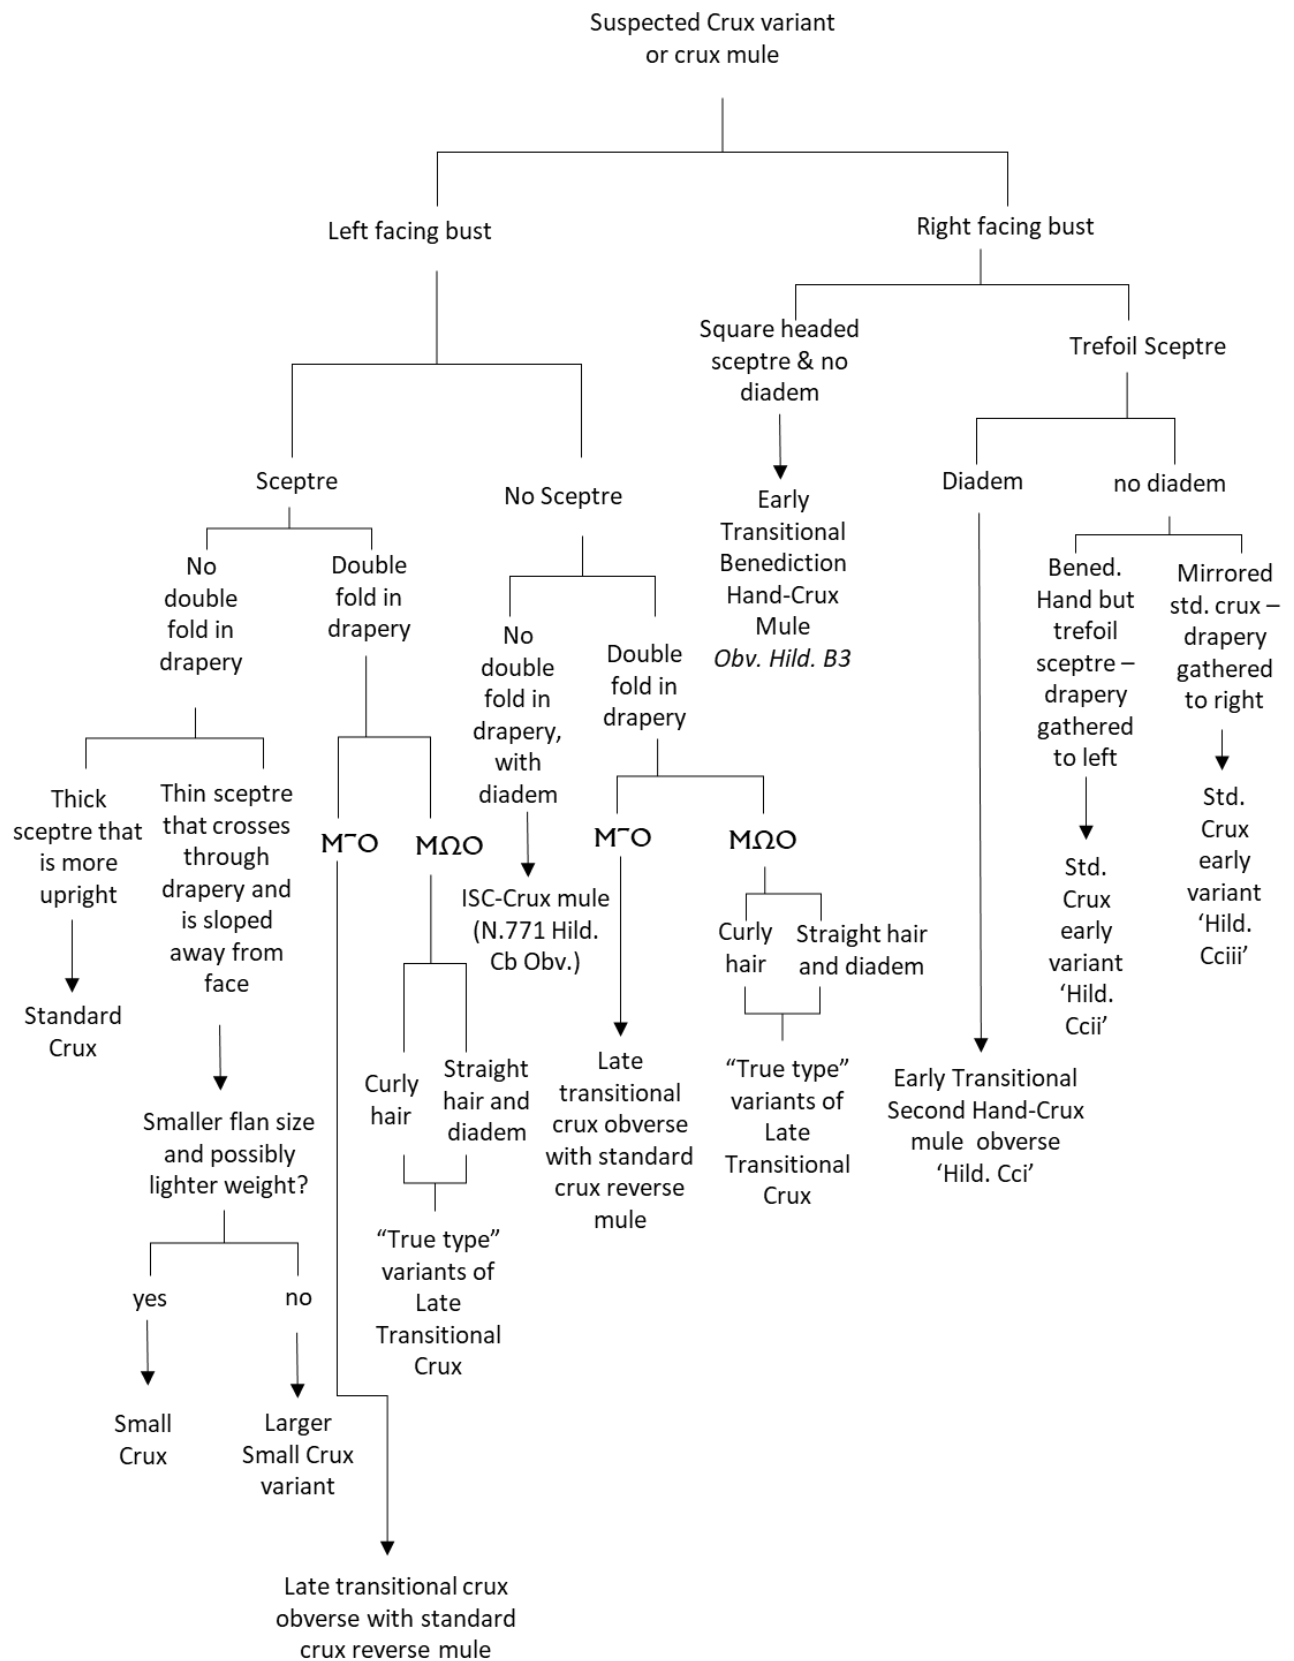 Suspected Crux variant
or crux mule
Left facing bust
Right facing bust
Square headed
sceptre & no
diadem
Trefoil Sceptre
Sceptre
No Sceptre
Early
Transitional
Benediction
Hand-Crux
Mule
Obv. Hild. B3
Diadem
no diadem
No
double
fold in
drapery
Double
fold in
drapery
No
double
fold in
drapery,
with
diadem
Double
fold in
drapery
Bened.
Hand but
trefoil
sceptre –
drapery
gathered
to left
Mirrored
std. crux –
drapery
gathered
to right
Thick
sceptre that
is more
upright
Thin sceptre
that crosses
through
drapery and
is sloped
away from
face
M¯O
MΩO
ISC-Crux mule
(N.771 Hild.
Cb Obv.)
M¯O
MΩO
Curly
hair
Straight hair
and diadem
Std.
Crux
early
variant
‘Hild.
Ccii’
Std.
Crux
early
variant
‘Hild.
Cciii’
Standard
Crux
Smaller flan size
and possibly
lighter weight?
Curly
hair
Straight
hair and
diadem
Late
transitional
crux obverse
with standard
crux reverse
mule
“True type”
variants of
Late
Transitional
Crux
Early Transitional
Second Hand-Crux
mule obverse
‘Hild. Cci’
“True type”
variants of
Late
Transitional
Crux
yes
no
Small
Crux
Larger
Small Crux
variant
Late transitional crux
obverse with standard
crux reverse mule